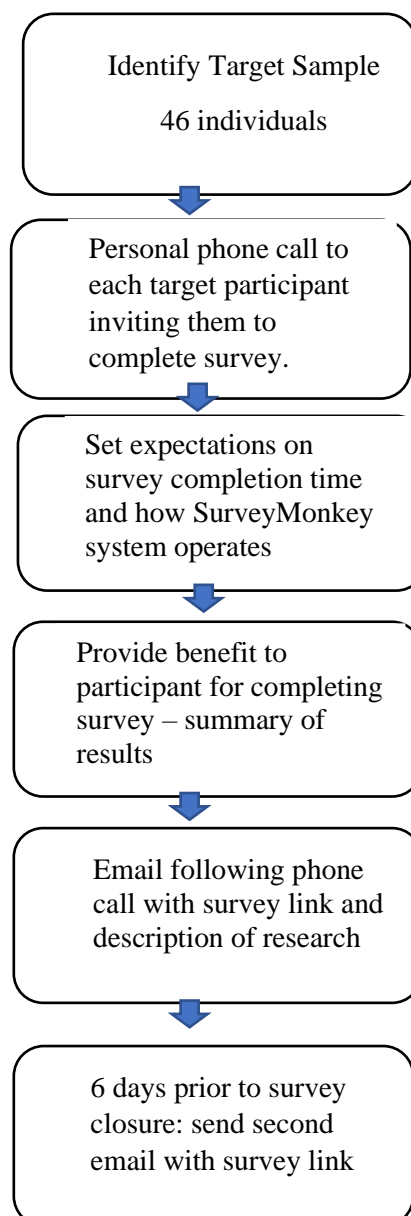 Identify Target Sample
46 individuals
Personal phone call to
each target participant
inviting them to
complete survey.
Set expectations on
survey completion time
and how SurveyMonkey
system operates
Provide benefit to
participant for completing
survey – summary of
results
Email following phone
call with survey link and
description of research
6 days prior to survey
closure: send second
email with survey link